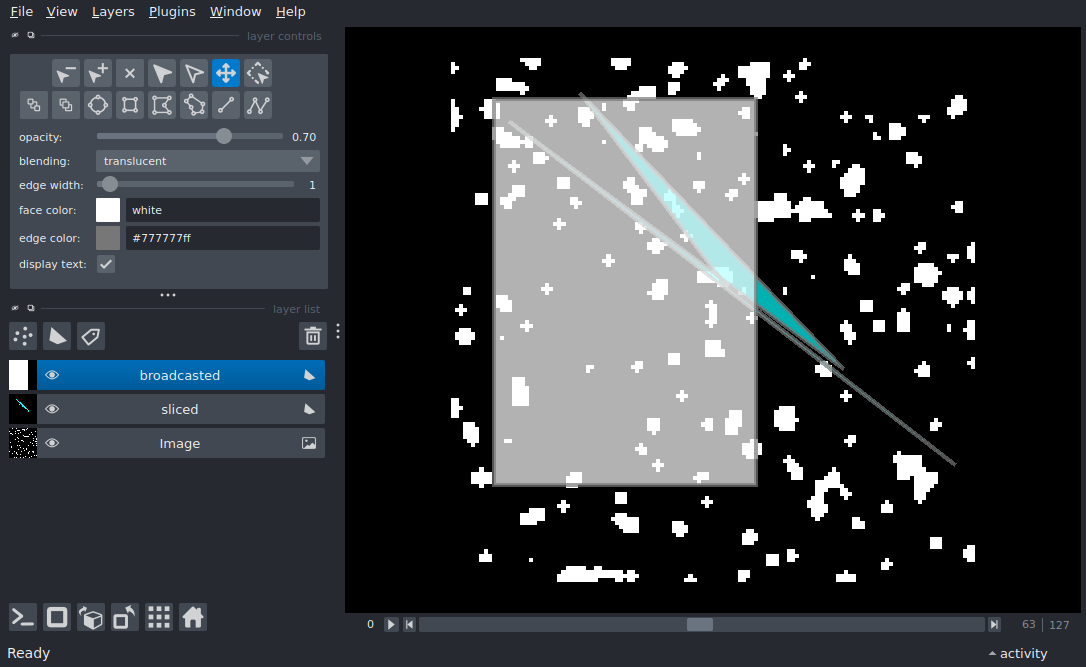 File View Layers Plugins Window Help
layer controls
opacity: 0.70
blending: translucent
edge width: 1
face color: white
edge color: #777777ff
display text:
layer list
broadcasted
sliced
Image
0 63 127
Ready activity